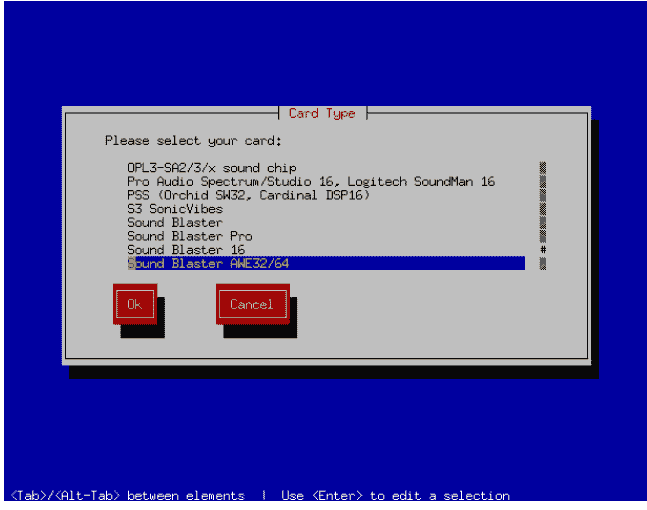 Card Type
Please select your card:
OPL3-SA2/3/x sound chip
Pro Audio Spectrum/Studio 16, Logitech SoundMan 16
PSS (Orchid SW32, Cardinal DSP16)
S3 SonicVibes
Sound Blaster
Sound Blaster Pro
Sound Blaster 16
#
Sound Blaster AWE32/64
Ok
Cancel
<Tab>/<Alt-Tab> between elements | Use <Enter> to edit a selection